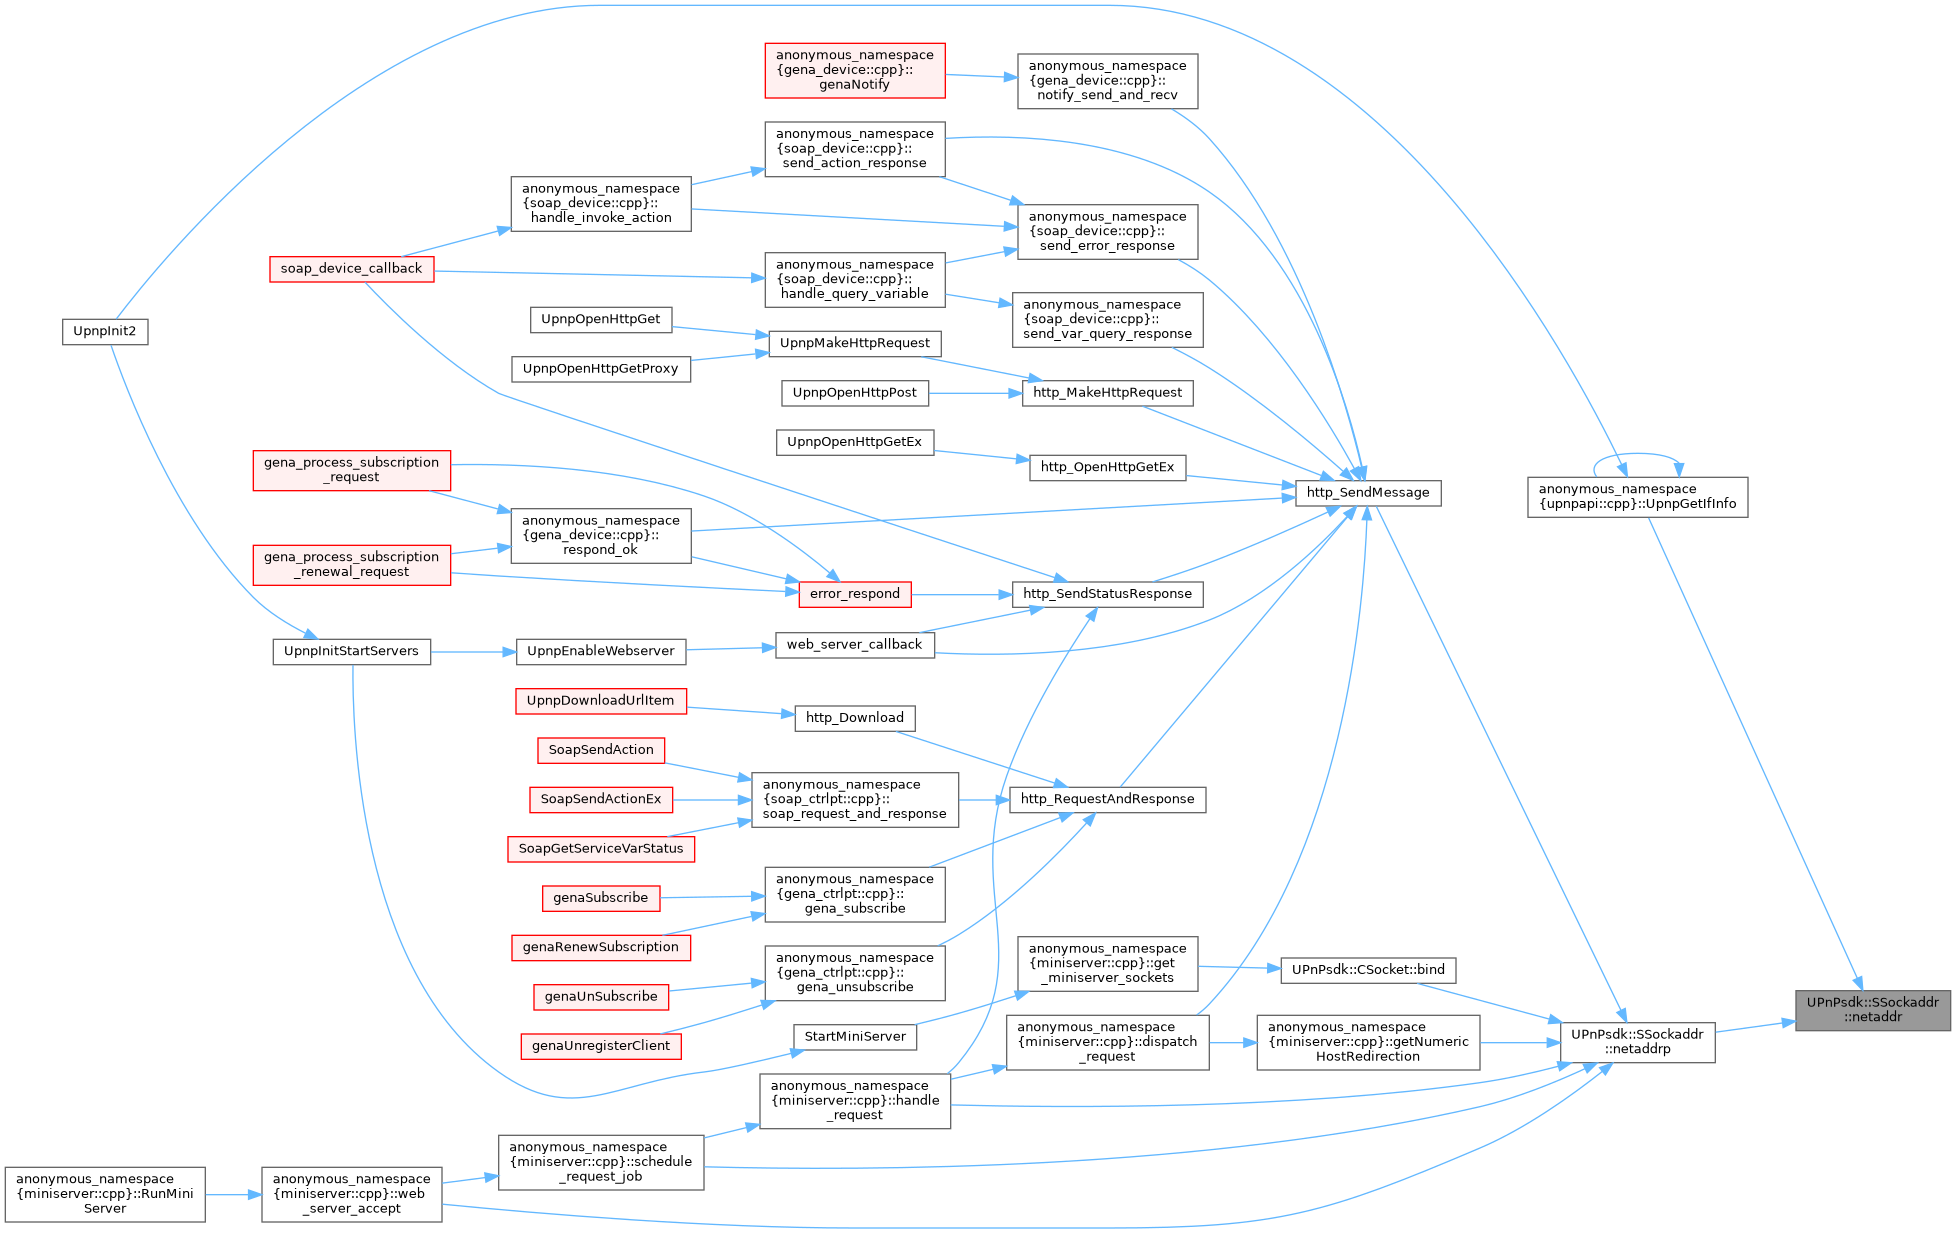 anonymous_namespace
{gena_device::cpp}::
genaNotify
anonymous_namespace
{gena_device::cpp}::
notify_send_and_recv
anonymous_namespace
{soap_device::cpp}::
send_action_response
anonymous_namespace
{soap_device::cpp}::
handle_invoke_action
anonymous_namespace
{soap_device::cpp}::
send_error_response
soap_device_callback
anonymous_namespace
{soap_device::cpp}::
handle_query_variable
anonymous_namespace
{soap_device::cpp}::
send_var_query_response
UpnpInit2
UpnpOpenHttpGet
UpnpMakeHttpRequest
UpnpOpenHttpGetProxy
UpnpOpenHttpPost
http_MakeHttpRequest
UpnpOpenHttpGetEx
http_OpenHttpGetEx
gena_process_subscription
_request
http_SendMessage
anonymous_namespace
{upnpapi::cpp}::UpnpGetIfInfo
anonymous_namespace
{gena_device::cpp}::
respond_ok
gena_process_subscription
_renewal_request
error_respond
http_SendStatusResponse
UpnpInitStartServers
UpnpEnableWebserver
web_server_callback
UpnpDownloadUrlItem
http_Download
SoapSendAction
SoapSendActionEx
anonymous_namespace
{soap_ctrlpt::cpp}::
soap_request_and_response
http_RequestAndResponse
SoapGetServiceVarStatus
genaSubscribe
anonymous_namespace
{gena_ctrlpt::cpp}::
gena_subscribe
genaRenewSubscription
anonymous_namespace
{gena_ctrlpt::cpp}::
gena_unsubscribe
genaUnSubscribe
genaUnregisterClient
anonymous_namespace
{miniserver::cpp}::get
_miniserver_sockets
UPnPsdk::CSocket::bind
UPnPsdk::SSockaddr
::netaddr
StartMiniServer
anonymous_namespace
{miniserver::cpp}::dispatch
_request
anonymous_namespace
{miniserver::cpp}::getNumeric
HostRedirection
UPnPsdk::SSockaddr
::netaddrp
anonymous_namespace
{miniserver::cpp}::handle
_request
anonymous_namespace
{miniserver::cpp}::schedule
_request_job
anonymous_namespace
{miniserver::cpp}::RunMini
Server
anonymous_namespace
{miniserver::cpp}::web
_server_accept